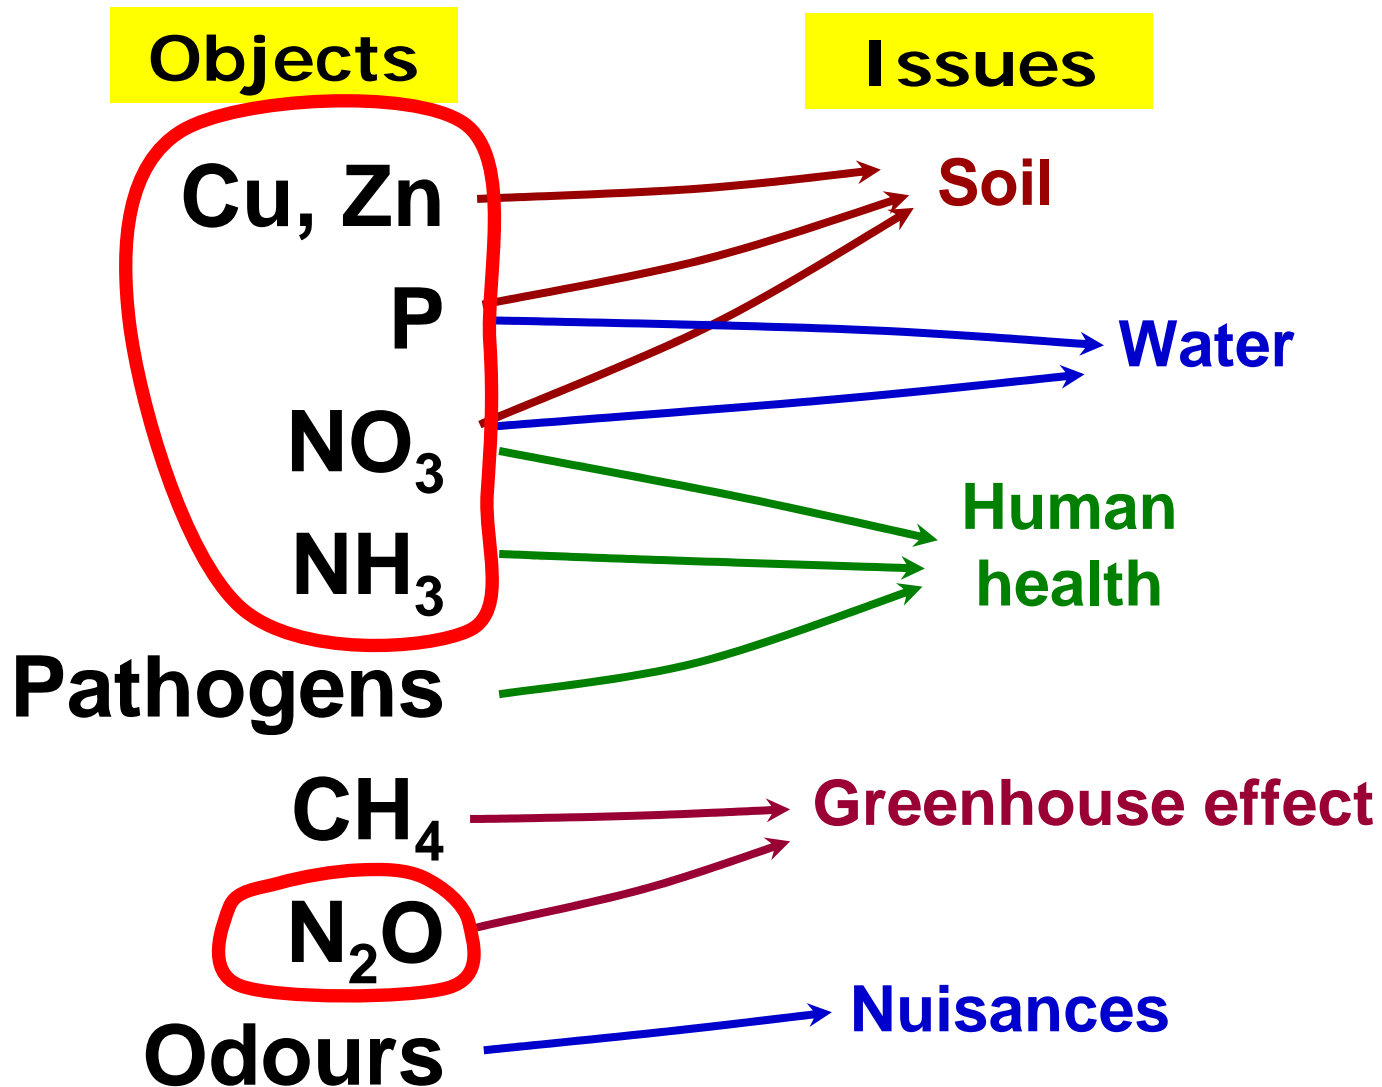 Objects
Issues
Cu, Zn
Soil
P
Water
NO₃
Human
health
NH₃
Pathogens
CH₄
Greenhouse effect
N₂O
Nuisances
Odours